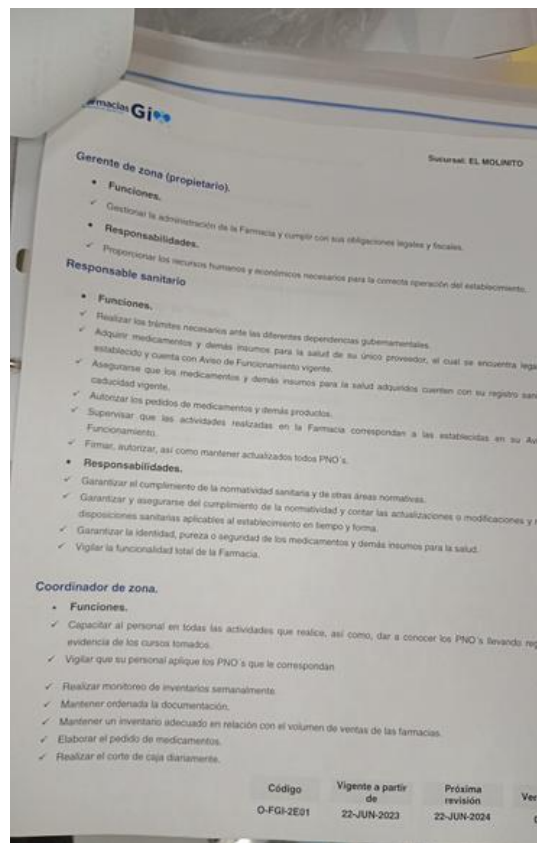 armacias Gi
Sucursal: EL MOLINITO
Gerente de zona (propietario).
• Funciones.
✓ Gestionar la administración de la Farmacia y cumplir con sus obligaciones legales y fiscales.
• Responsabilidades.
✓ Proporcionar los recursos humanos y económicos necesarios para la correcta operación del establecimiento.
Responsable sanitario
• Funciones.
✓ Realizar los trámites necesarios ante las diferentes dependencias gubernamentales.
✓ Adquirir medicamentos y demás insumos para la salud de su único proveedor, el cual se encuentra lega
establecido y cuenta con Aviso de Funcionamiento vigente.
✓ Asegurarse que los medicamentos y demás insumos para la salud adquiridos cuenten con su registro san
caducidad vigente.
✓ Autorizar los pedidos de medicamentos y demás productos.
✓ Supervisar que las actividades realizadas en la Farmacia correspondan a las establecidas en su Avi
Funcionamiento.
✓ Firmar, autorizar, así como mantener actualizados todos PNO´s.
• Responsabilidades.
✓ Garantizar el cumplimiento de la normatividad sanitaria y de otras áreas normativas.
✓ Garantizar y asegurarse del cumplimiento de la normatividad y contar las actualizaciones o modificaciones y
disposiciones sanitarias aplicables al establecimiento en tiempo y forma.
✓ Garantizar la identidad, pureza o seguridad de los medicamentos y demás insumos para la salud.
✓ Vigilar la funcionalidad total de la Farmacia.
Coordinador de zona.
• Funciones.
✓ Capacitar al personal en todas las actividades que realice, así como, dar a conocer los PNO´s llevando reg
evidencia de los cursos tomados.
✓ Vigilar que su personal aplique los PNO´s que le correspondan
✓ Realizar monitoreo de inventarios semanalmente.
✓ Mantener ordenada la documentación.
✓ Mantener un inventario adecuado en relación con el volumen de ventas de las farmacias.
✓ Elaborar el pedido de medicamentos.
✓ Realizar el corte de caja diariamente.
Código Vigente a partir de Próxima revisión Ver
O-FGI-2E01 22-JUN-2023 22-JUN-2024